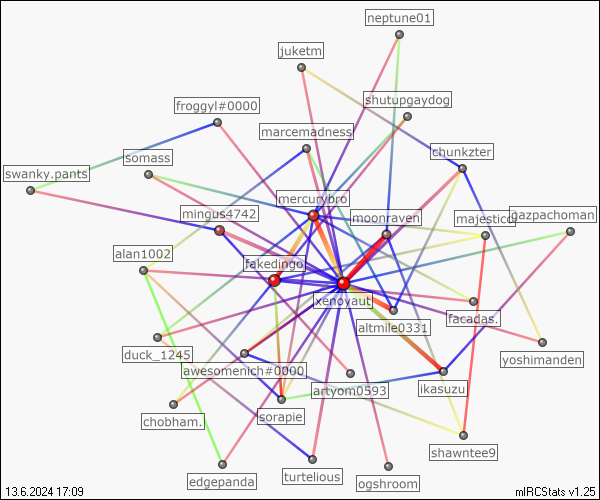 neptune01
juketm
froggyl#0000
shutupgaydog
marcemadness
somass
chunkzter
swanky.pants
mercurybro
mingus4742
moonraven
majesticd
gazpachoman
alan1002
fakedingo
xenoyaut
altmile0331
facadas.
duck_1245
yoshimanden
awesomenich#0000
artyom0593
ikasuzu
chobham.
sorapie
shawntee9
edgepanda
turtelious
ogshroom
13.6.2024 17:09
mIRCStats v1.25